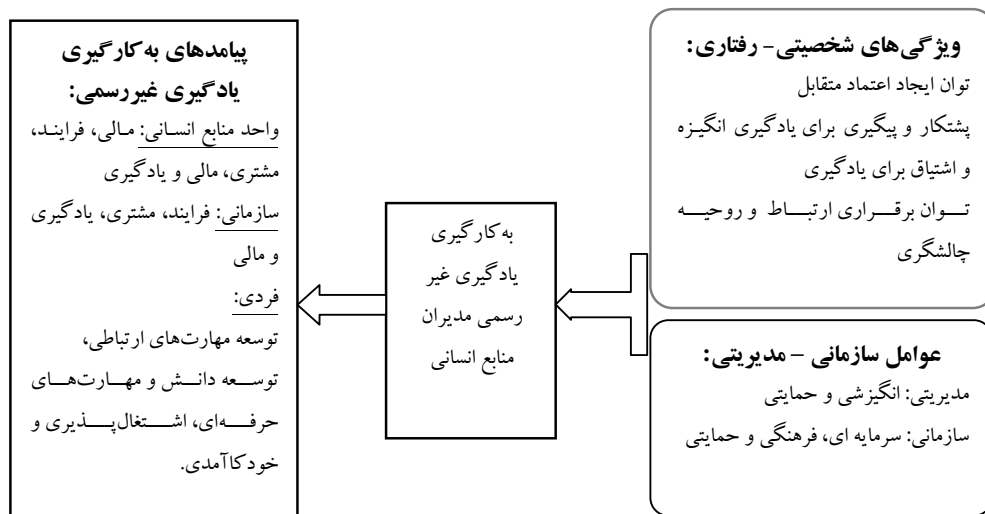 ویژگی‌های شخصیتی- رفتاری:
توان ایجاد اعتماد متقابل
پشتکار و پیگیری برای یادگیری انگیزه
و اشتیاق برای یادگیری
توان برقراری ارتباط و روحیه
چالشگری
عوامل سازمانی – مدیریتی:
مدیریتی: انگیزشی و حمایتی
سازمانی: سرمایه ای، فرهنگی و حمایتی
به‌کارگیری
یادگیری غیر
رسمی مدیران
منابع انسانی
پیامدهای به‌کارگیری
یادگیری غیررسمی:
واحد منابع انسانی: مالی، فرایند،
مشتری، مالی و یادگیری
سازمانی: فرایند، مشتری، یادگیری
و مالی
فردی:
توسعه مهارت‌های ارتباطی،
توسعه دانش و مهارت‌های
حرفه‌ای، اشتغال‌پذیری و
خودکاآمدی.